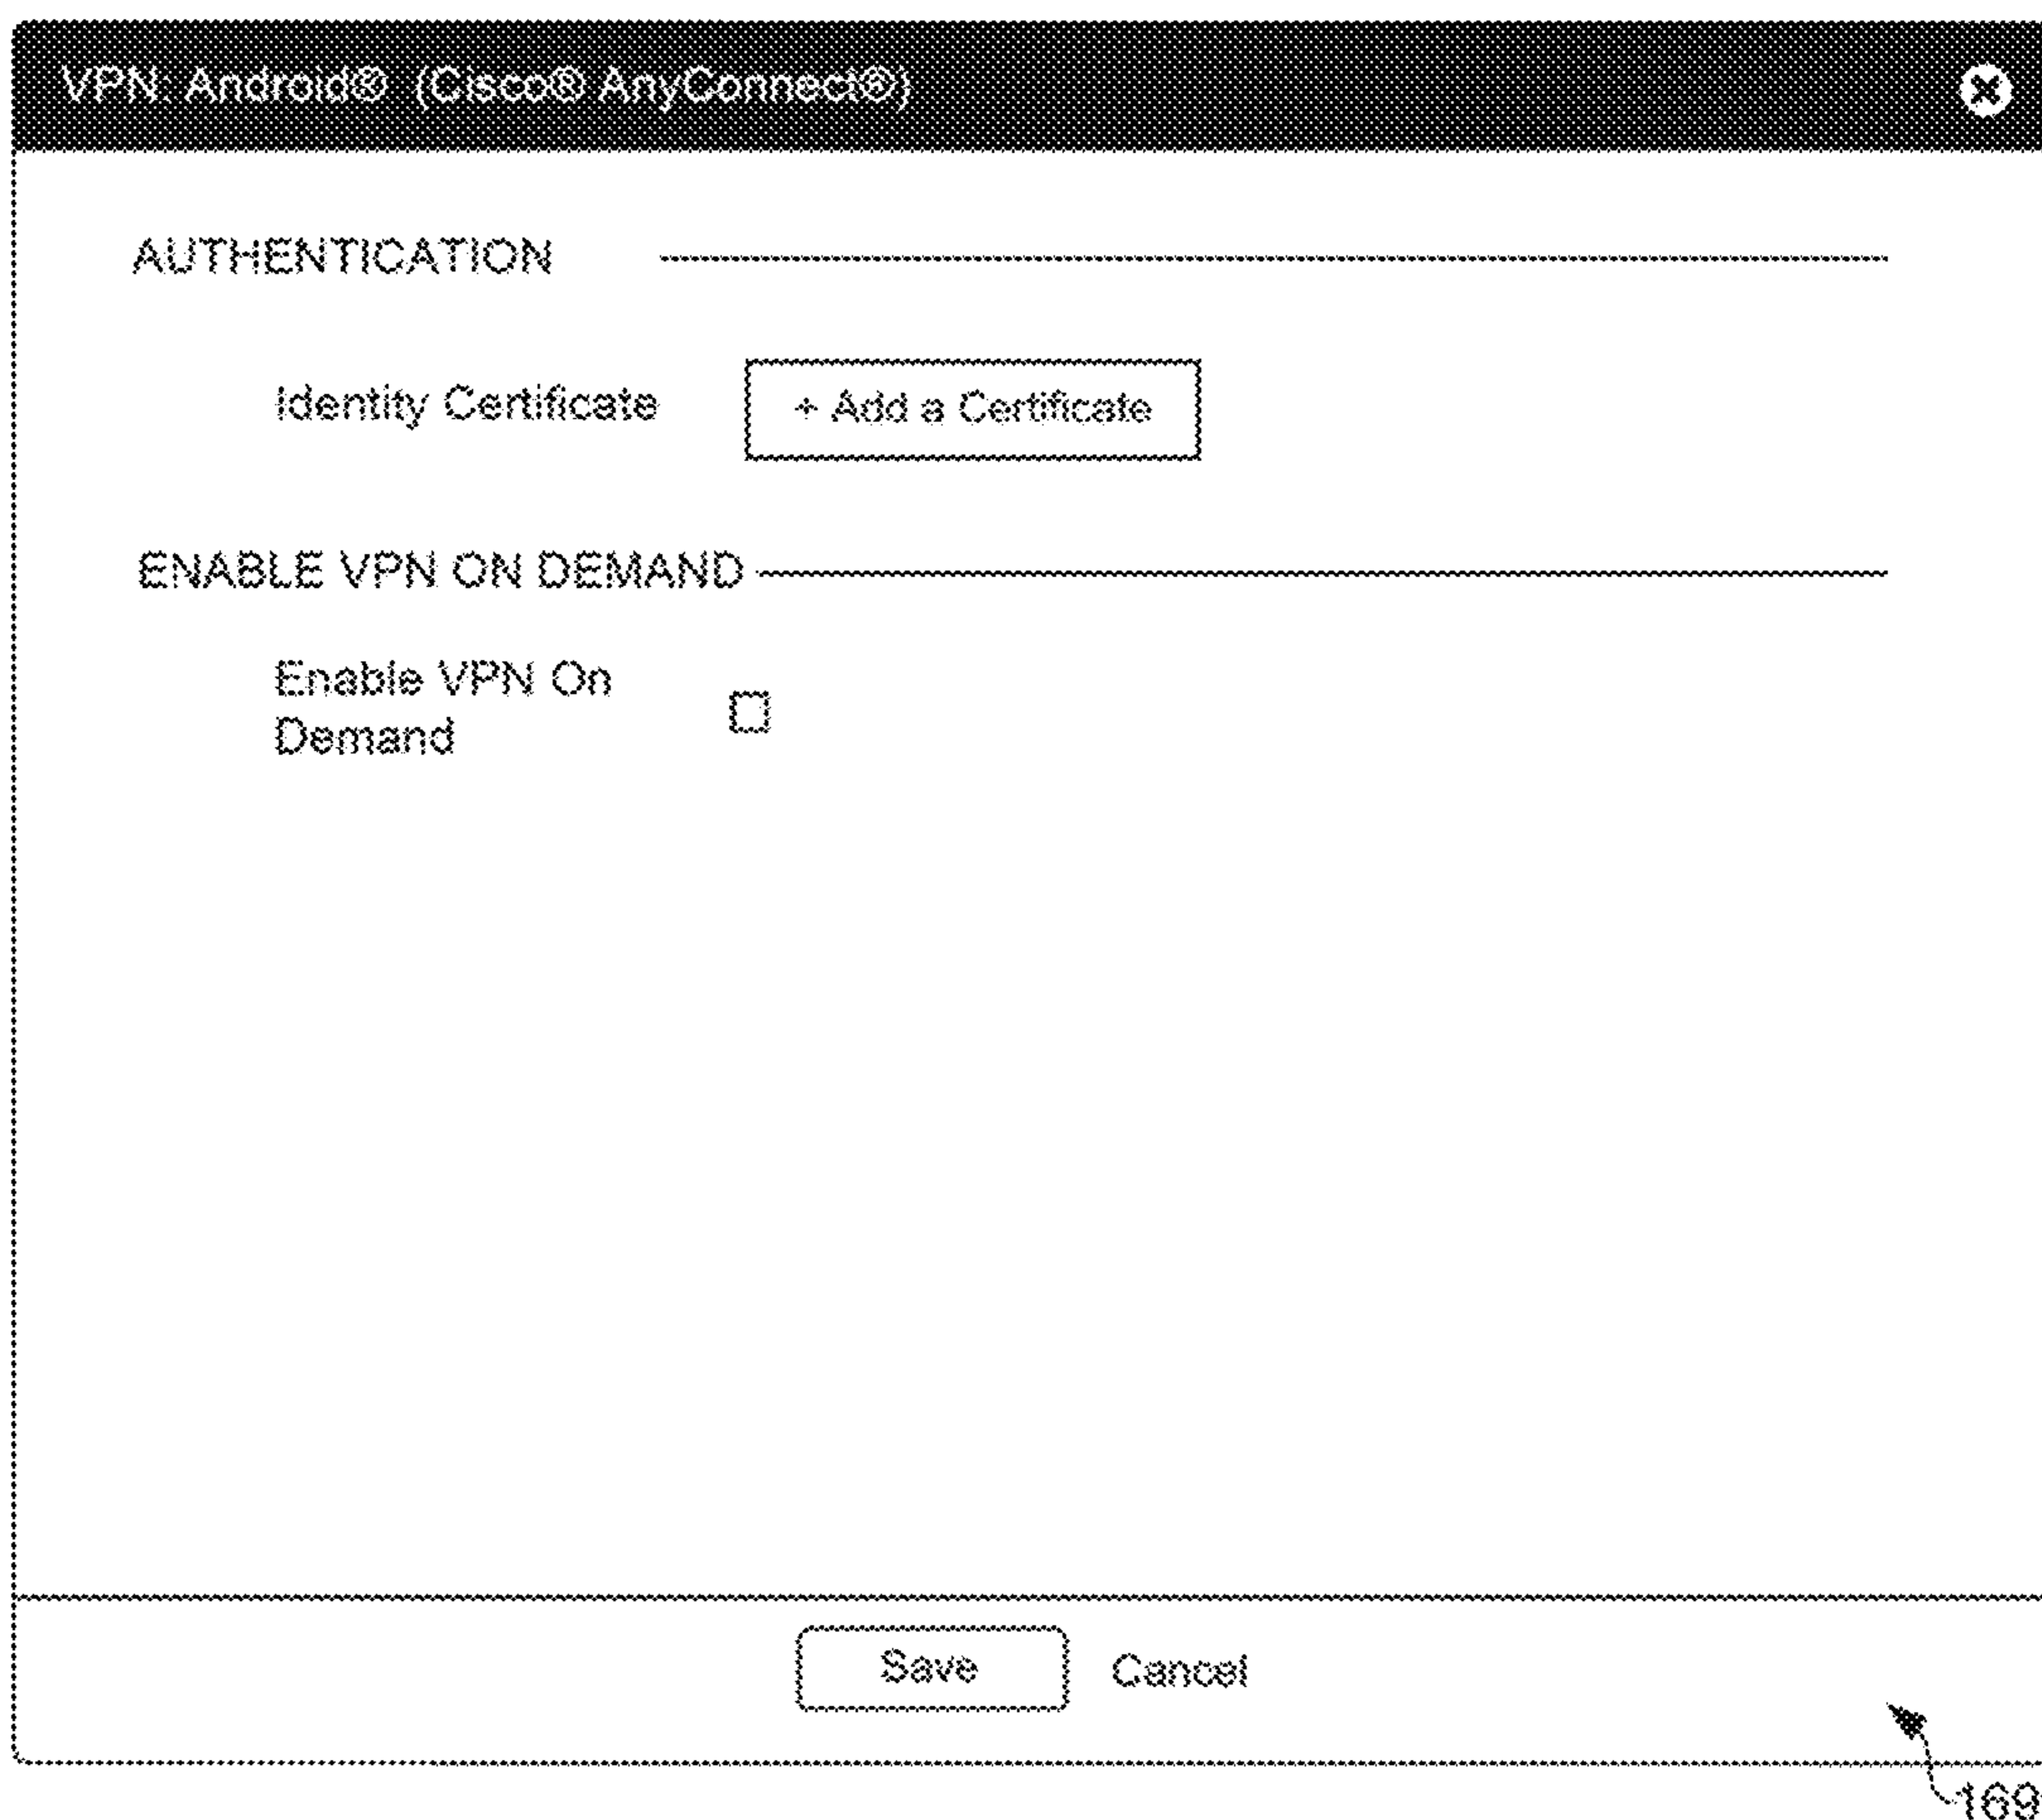 VPN: Android® (Cisco® AnyConnect®)
AUTHENTICATION
Identity Certificate
+ Add a Certificate
ENABLE VPN ON DEMAND
Enable VPN On
Demand
Save
Cancel
169